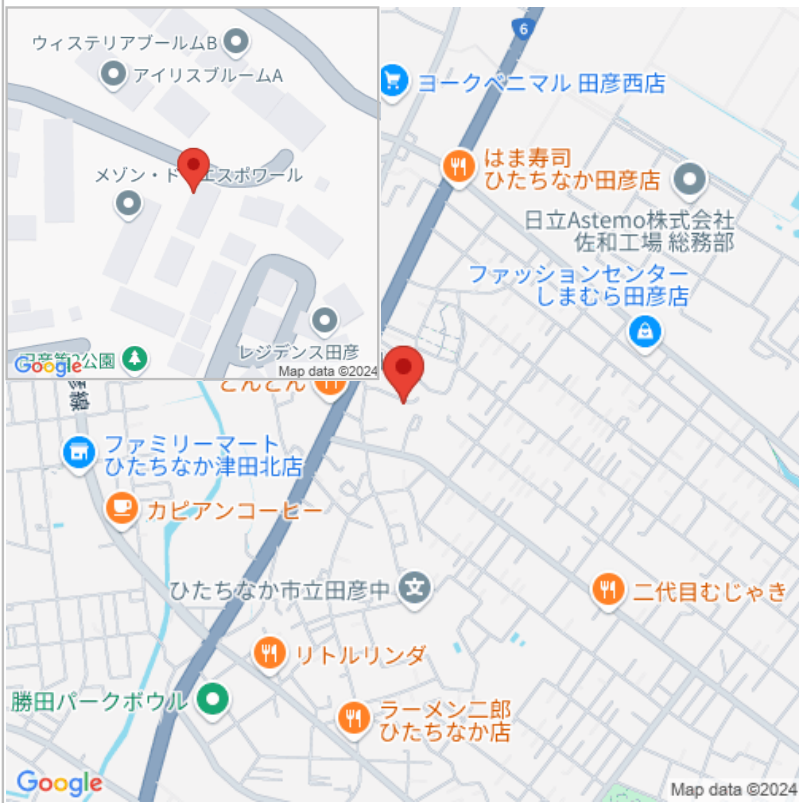 ウィステリアブールムB
アイリスブルームA
メゾン・ド
エスポワール
レジデンス田彦
公園
Google
Map data ©2024
6
ヨークベニマル 田彦西店
はま寿司
ひたちなか田彦店
日立Astemo株式会社
佐和工場 総務部
ファッションセンター
しまむら田彦店
とんとん
線
ファミリーマート
ひたちなか津田北店
カピアンコーヒー
ひたちなか市立田彦中
文
二代目むじゃき
リトルリンダ
勝田パークボウル
ラーメン二郎
ひたちなか店
Google
Map data ©2024